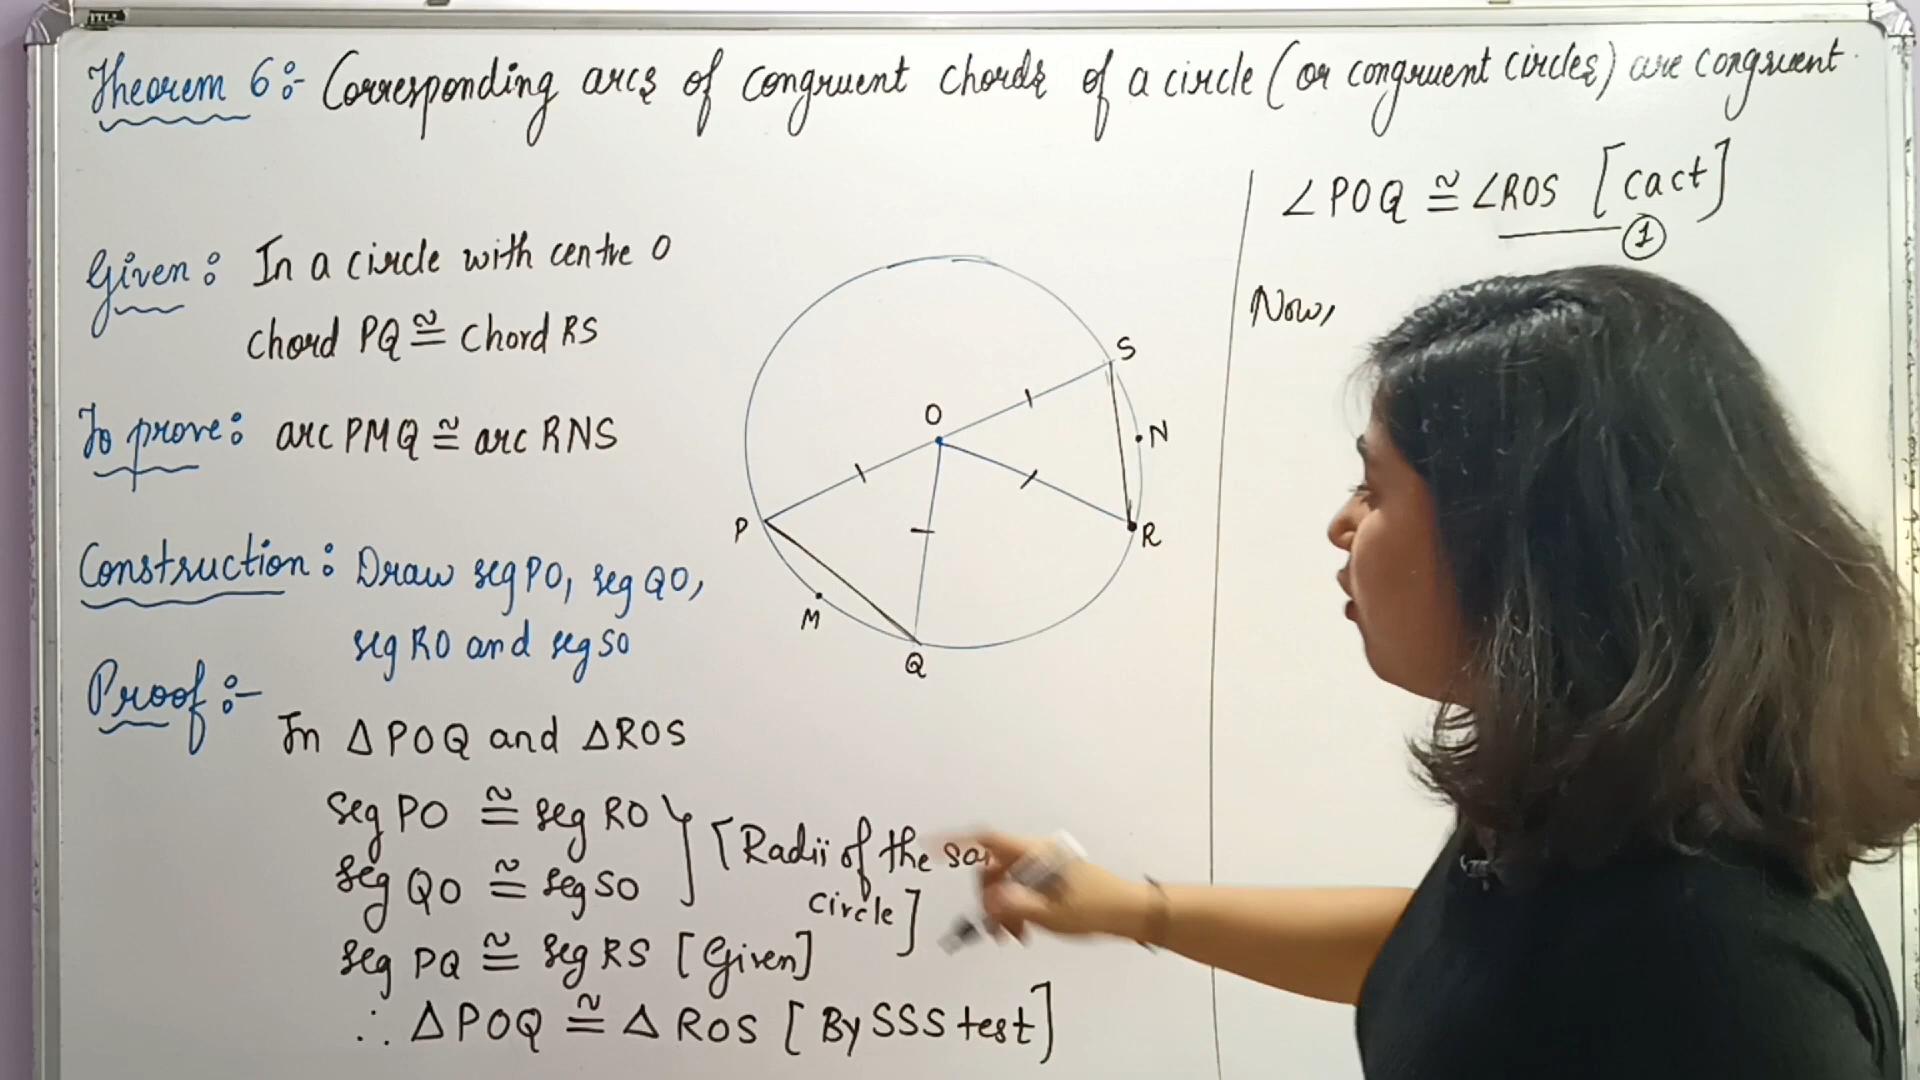 Theorem 6:- Corresponding arcs of congruent chords of a circle (or congruent circles) are congruent.
Given: In a circle with centre O
chord PQ ≅ chord RS
To prove: arc PMQ ≅ arc RNS
Construction: Draw seg PO, seg QO,
seg RO and seg SO
Proof:-
In △POQ and △ROS
seg PO ≅ seg RO } [Radii of the
seg QO ≅ seg SO circle]
seg PQ ≅ seg RS [Given]
∴ △POQ ≅ △ROS [By SSS test]
S
O
N
P
R
M
Q
∠POQ ≅ ∠ROS [cact]
①
Now,